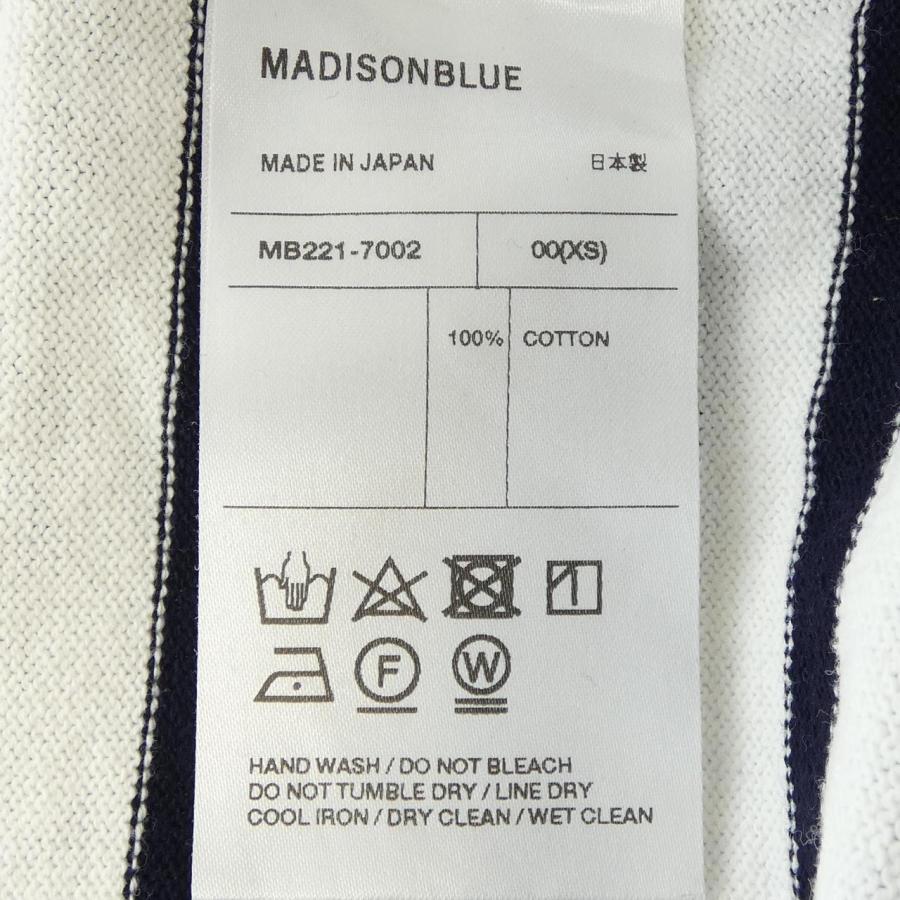 MADISONBLUE
MADE IN JAPAN 日本製
MB221-7002 00(XS)
100% COTTON
F W
HAND WASH / DO NOT BLEACH
DO NOT TUMBLE DRY / LINE DRY
COOL IRON / DRY CLEAN / WET CLEAN